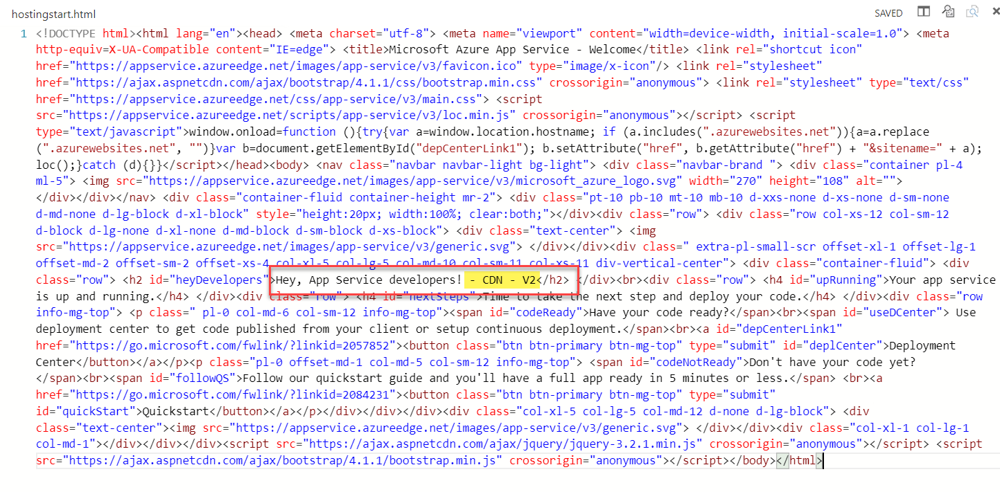 hostingstart.html
SAVED
1 <!DOCTYPE html><html lang="en"><head> <meta charset="utf-8"> <meta name="viewport" content="width=device-width, initial-scale=1.0"> <meta
http-equiv=X-UA-Compatible content="IE=edge"> <title>Microsoft Azure App Service - Welcome</title> <link rel="shortcut icon"
href="https://appservice.azureedge.net/images/app-service/v3/favicon.ico" type="image/x-icon"/> <link rel="stylesheet"
href="https://ajax.aspnetcdn.com/ajax/bootstrap/4.1.1/css/bootstrap.min.css" crossorigin="anonymous"> <link rel="stylesheet" type="text/css"
href="https://appservice.azureedge.net/css/app-service/v3/main.css"> <script
src="https://appservice.azureedge.net/scripts/app-service/v3/loc.min.js" crossorigin="anonymous"></script> <script
type="text/javascript">window.onload=function (){try{var a=window.location.hostname; if (a.includes(".azurewebsites.net")){a=a.replace
(".azurewebsites.net", "")}var b=document.getElementById("depCenterLink1"); b.setAttribute("href", b.getAttribute("href") + "&sitename=" + a);
loc();}catch (d){}}</script></head><body> <nav class="navbar navbar-light bg-light"> <div class="navbar-brand "> <div class="container pl-4
ml-5"> <img src="https://appservice.azureedge.net/images/app-service/v3/microsoft_azure_logo.svg" width="270" height="108" alt="">
</div></div></nav> <div class="container-fluid container-height mr-2"> <div class="pt-10 pb-10 mt-10 mb-10 d-xxs-none d-xs-none d-sm-none
d-md-none d-lg-block d-xl-block" style="height:20px; width:100%; clear:both;"></div><div class="row"> <div class="row col-xs-12 col-sm-12
d-block d-lg-none d-xl-none d-md-block d-sm-block d-xs-block"> <div class="text-center"> <img
src="https://appservice.azureedge.net/images/app-service/v3/generic.svg"> </div></div><div class=" extra-pl-small-scr offset-xl-1 offset-lg-1
offset-md-2 offset-sm-2 offset-xs-4 col-xl-5 col-lg-5 col-md-10 col-sm-11 col-xs-11 div-vertical-center"> <div class="container-fluid"> <div
class="row"> <h2 id="heyDevelopers">Hey, App Service developers! - CDN - V2</h2> </div><br><div class="row"> <h4 id="upRunning">Your app service
is up and running.</h4> </div><div class="row"> <h4 id="nextSteps">Time to take the next step and deploy your code.</h4> </div><div class="row
info-mg-top"> <p class=" pl-0 col-md-6 col-sm-12 info-mg-top"><span id="codeReady">Have your code ready?</span><br><span id="useDCenter"> Use
deployment center to get code published from your client or setup continuous deployment.</span><br><a id="depCenterLink1"
href="https://go.microsoft.com/fwlink/?linkid=2057852"><button class="btn btn-primary btn-mg-top" type="submit" id="deplCenter">Deployment
Center</button></a></p><p class="pl-0 offset-md-1 col-md-5 col-sm-12 info-mg-top"> <span id="codeNotReady">Don't have your code yet?
</span><br><span id="followQS">Follow our quickstart guide and you'll have a full app ready in 5 minutes or less.</span> <br><a
href="https://go.microsoft.com/fwlink/?linkid=2084231"><button class="btn btn-primary btn-mg-top" type="submit"
id="quickStart">Quickstart</button></a></p></div></div></div><div class="col-xl-5 col-lg-5 col-md-12 d-none d-lg-block"> <div
class="text-center"><img src="https://appservice.azureedge.net/images/app-service/v3/generic.svg"> </div></div><div class="col-xl-1 col-lg-1
col-md-1"></div></div></div><script src="https://ajax.aspnetcdn.com/ajax/jquery/jquery-3.2.1.min.js" crossorigin="anonymous"></script> <script
src="https://ajax.aspnetcdn.com/ajax/bootstrap/4.1.1/bootstrap.min.js" crossorigin="anonymous"></script></body></html>